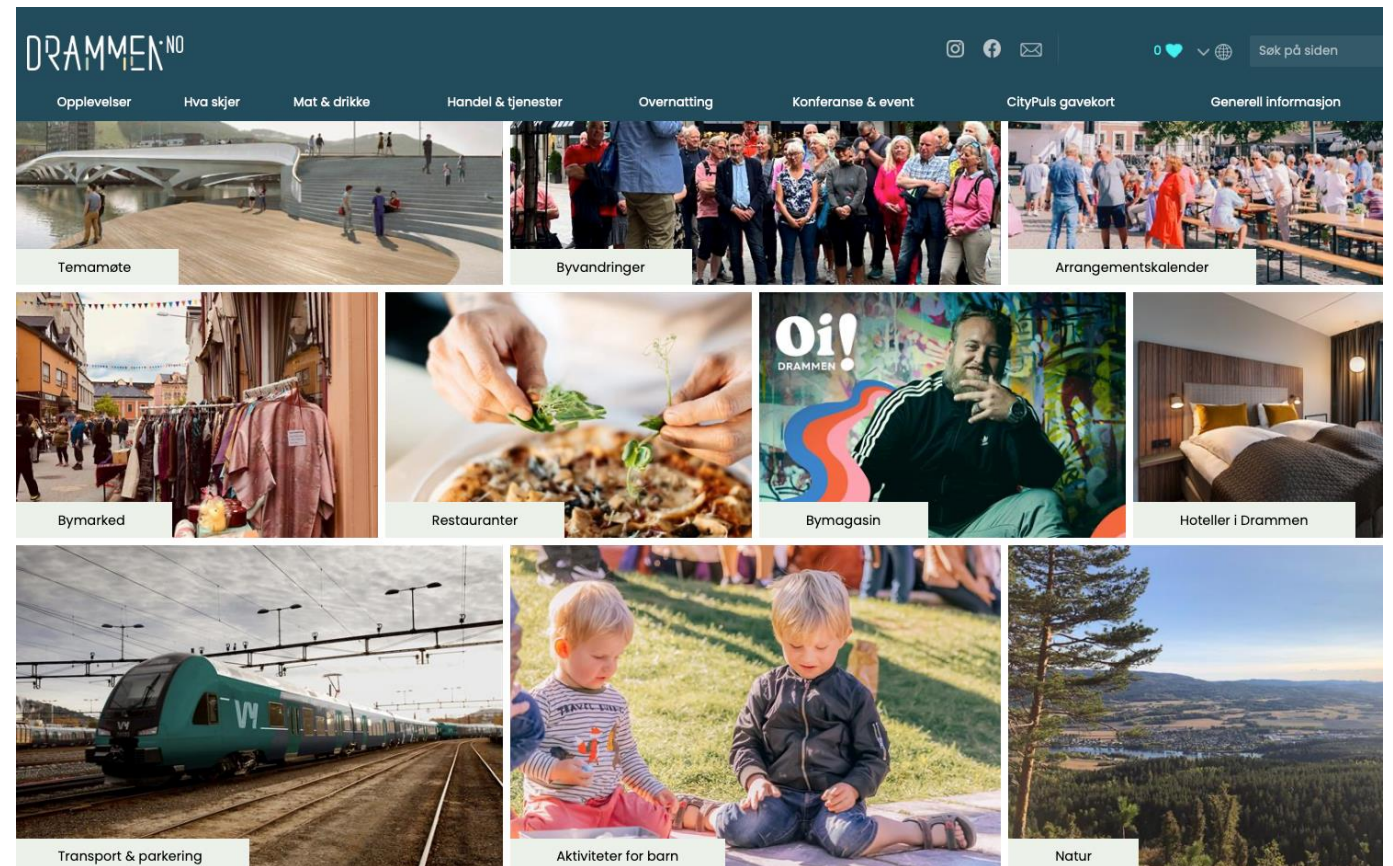 DRAMMEN.NO
0
Søk på siden
Opplevelser Hva skjer Mat & drikke Handel & tjenester Overnatting Konferanse & event CityPuls gavekort Generell informasjon
Temamøte
Byvandringer
Arrangementskalender
Oi!
DRAMMEN
Bymarked
Restauranter
Bymagasin
Hoteller i Drammen
VY
Transport & parkering
Aktiviteter for barn
Natur